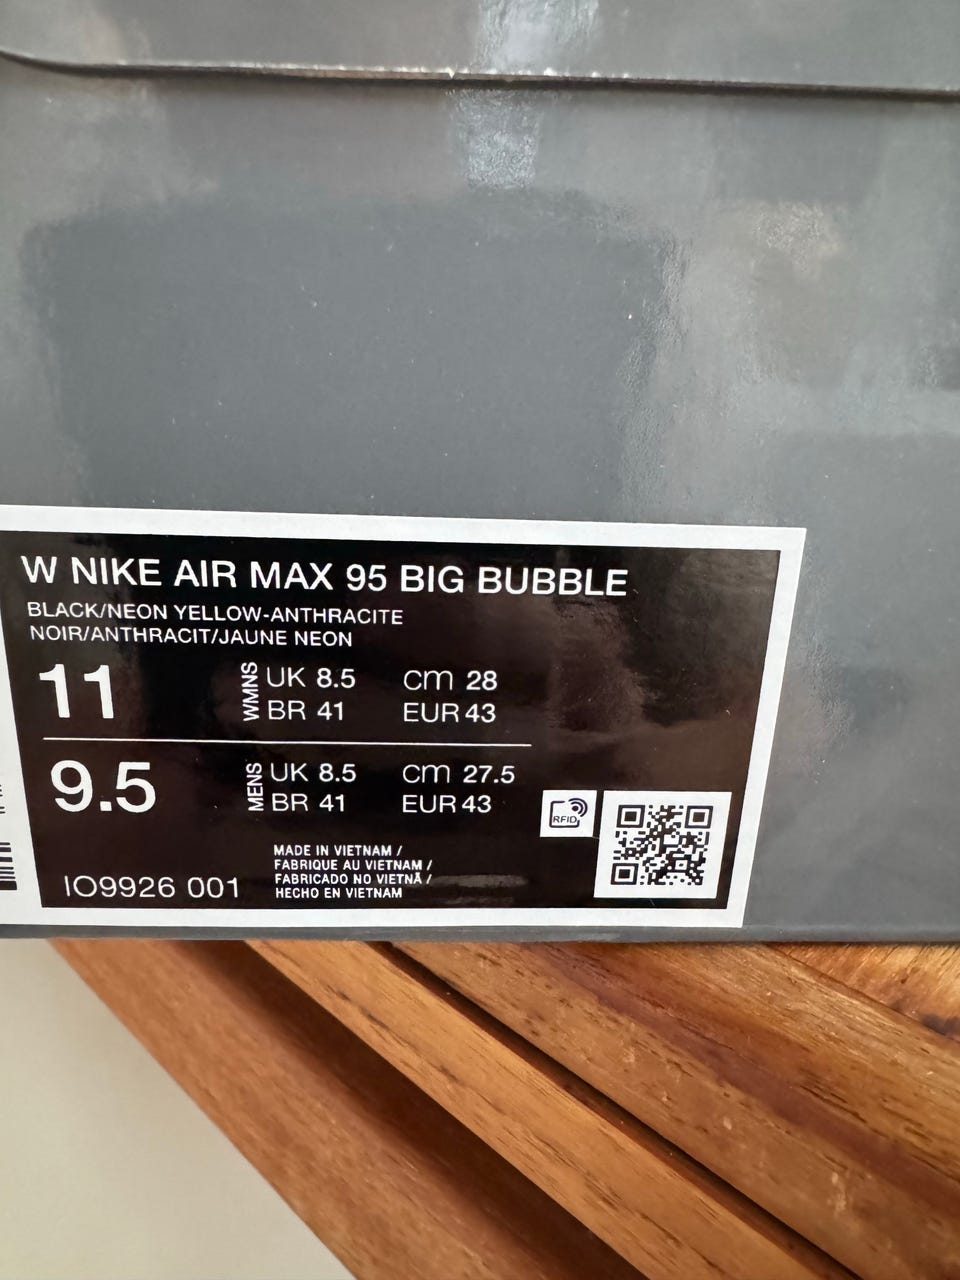 W NIKE AIR MAX 95 BIG BUBBLE
BLACK/NEON YELLOW-ANTHRACITE
NOIR/ANTHRACIT/JAUNE NEON
11 WMNS UK 8.5 cm 28
BR 41 EUR 43
9.5 MENS UK 8.5 cm 27.5
BR 41 EUR 43
RFID
MADE IN VIETNAM /
FABRIQUE AU VIETNAM /
FABRICADO NO VIETNÃ /
HECHO EN VIETNAM
IO9926 001